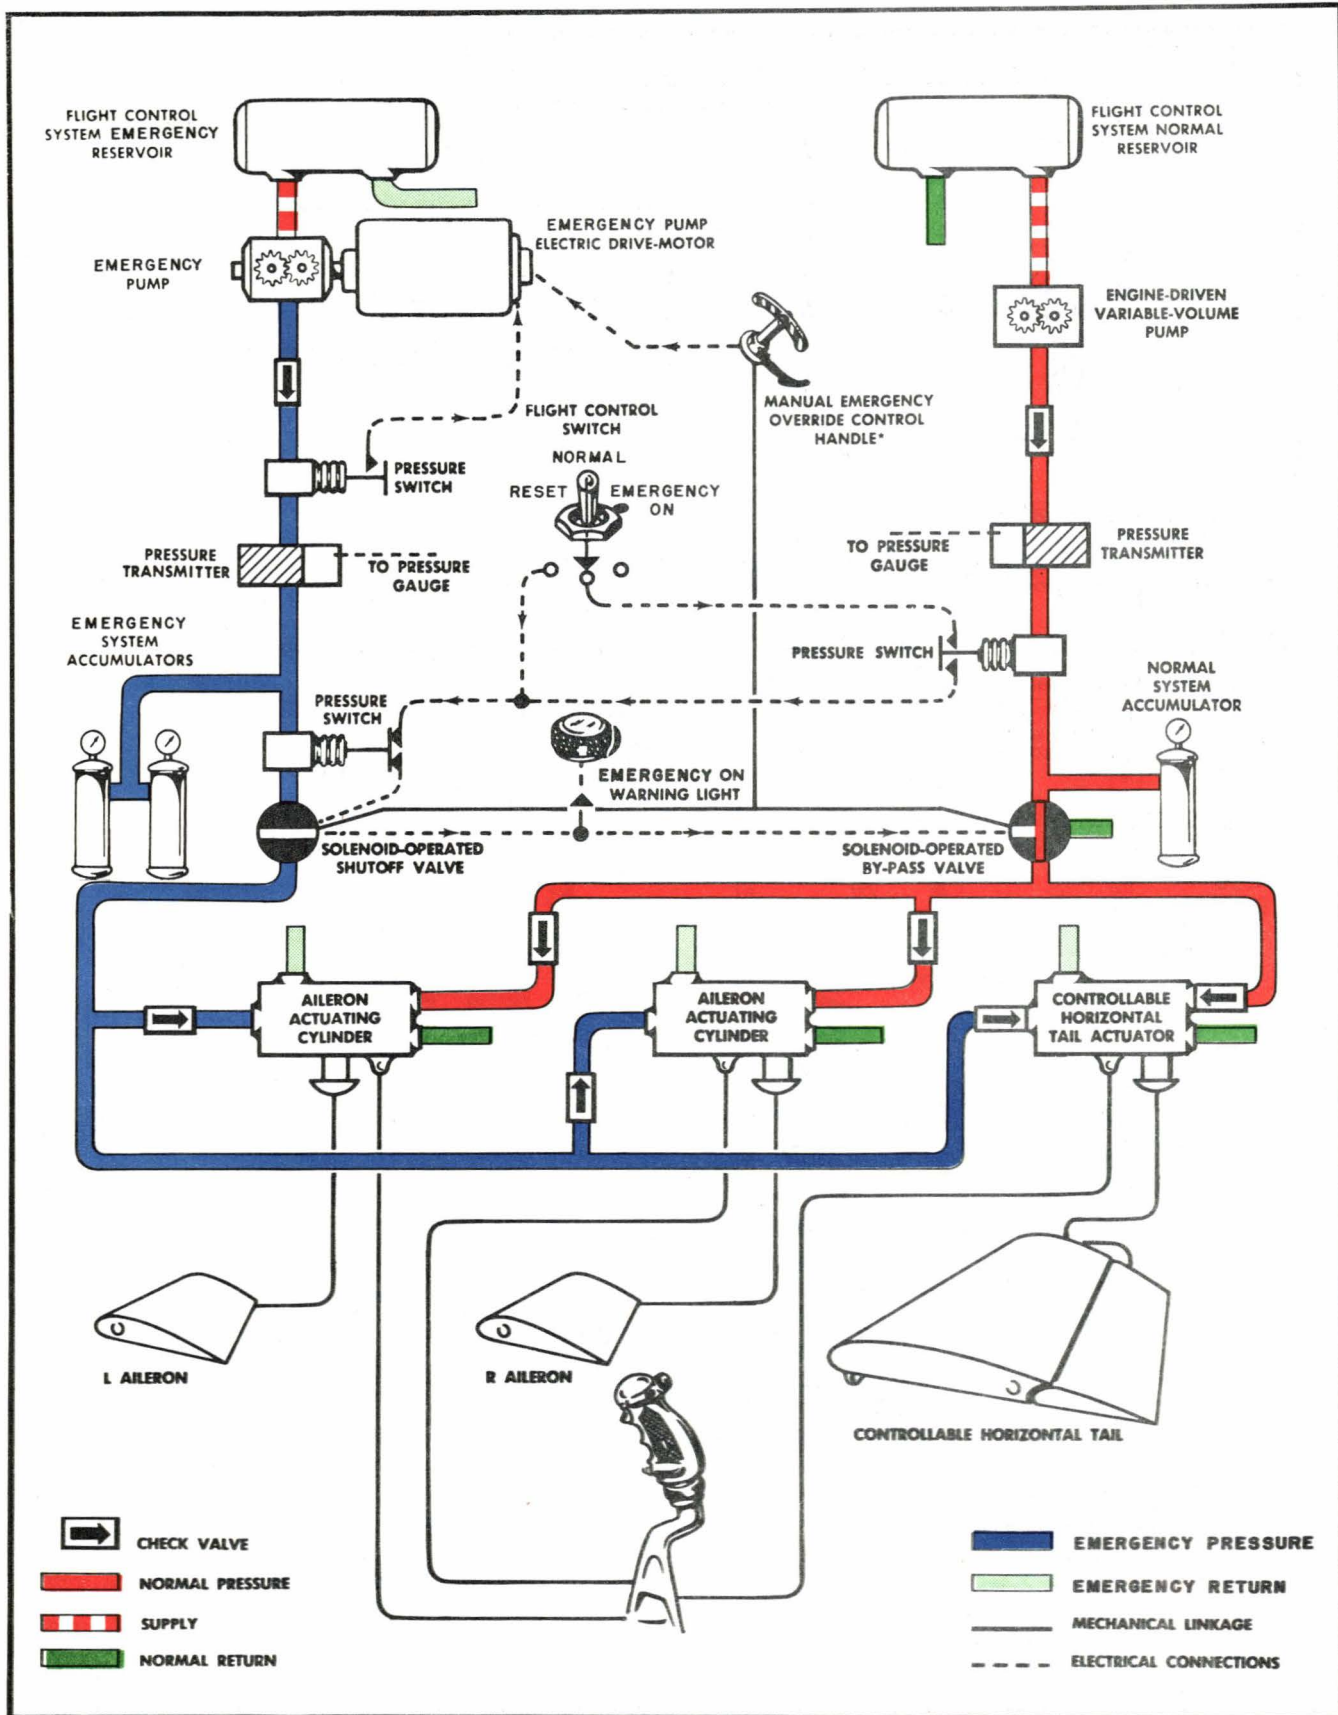 FLIGHT CONTROL
SYSTEM EMERGENCY
RESERVOIR
FLIGHT CONTROL
SYSTEM NORMAL
RESERVOIR
EMERGENCY PUMP
ELECTRIC DRIVE-MOTOR
EMERGENCY
PUMP
ENGINE-DRIVEN
VARIABLE-VOLUME
PUMP
MANUAL EMERGENCY
OVERRIDE CONTROL
HANDLE*
FLIGHT CONTROL
SWITCH
NORMAL
RESET
EMERGENCY
ON
PRESSURE
SWITCH
PRESSURE
TRANSMITTER
TO PRESSURE
GAUGE
TO PRESSURE
GAUGE
PRESSURE
TRANSMITTER
EMERGENCY
SYSTEM
ACCUMULATORS
PRESSURE SWITCH
NORMAL
SYSTEM
ACCUMULATOR
PRESSURE
SWITCH
EMERGENCY ON
WARNING LIGHT
SOLENOID-OPERATED
SHUTOFF VALVE
SOLENOID-OPERATED
BY-PASS VALVE
AILERON
ACTUATING
CYLINDER
AILERON
ACTUATING
CYLINDER
CONTROLLABLE
HORIZONTAL
TAIL ACTUATOR
L AILERON
R AILERON
CONTROLLABLE HORIZONTAL TAIL
CHECK VALVE
NORMAL PRESSURE
SUPPLY
NORMAL RETURN
EMERGENCY PRESSURE
EMERGENCY RETURN
MECHANICAL LINKAGE
ELECTRICAL CONNECTIONS